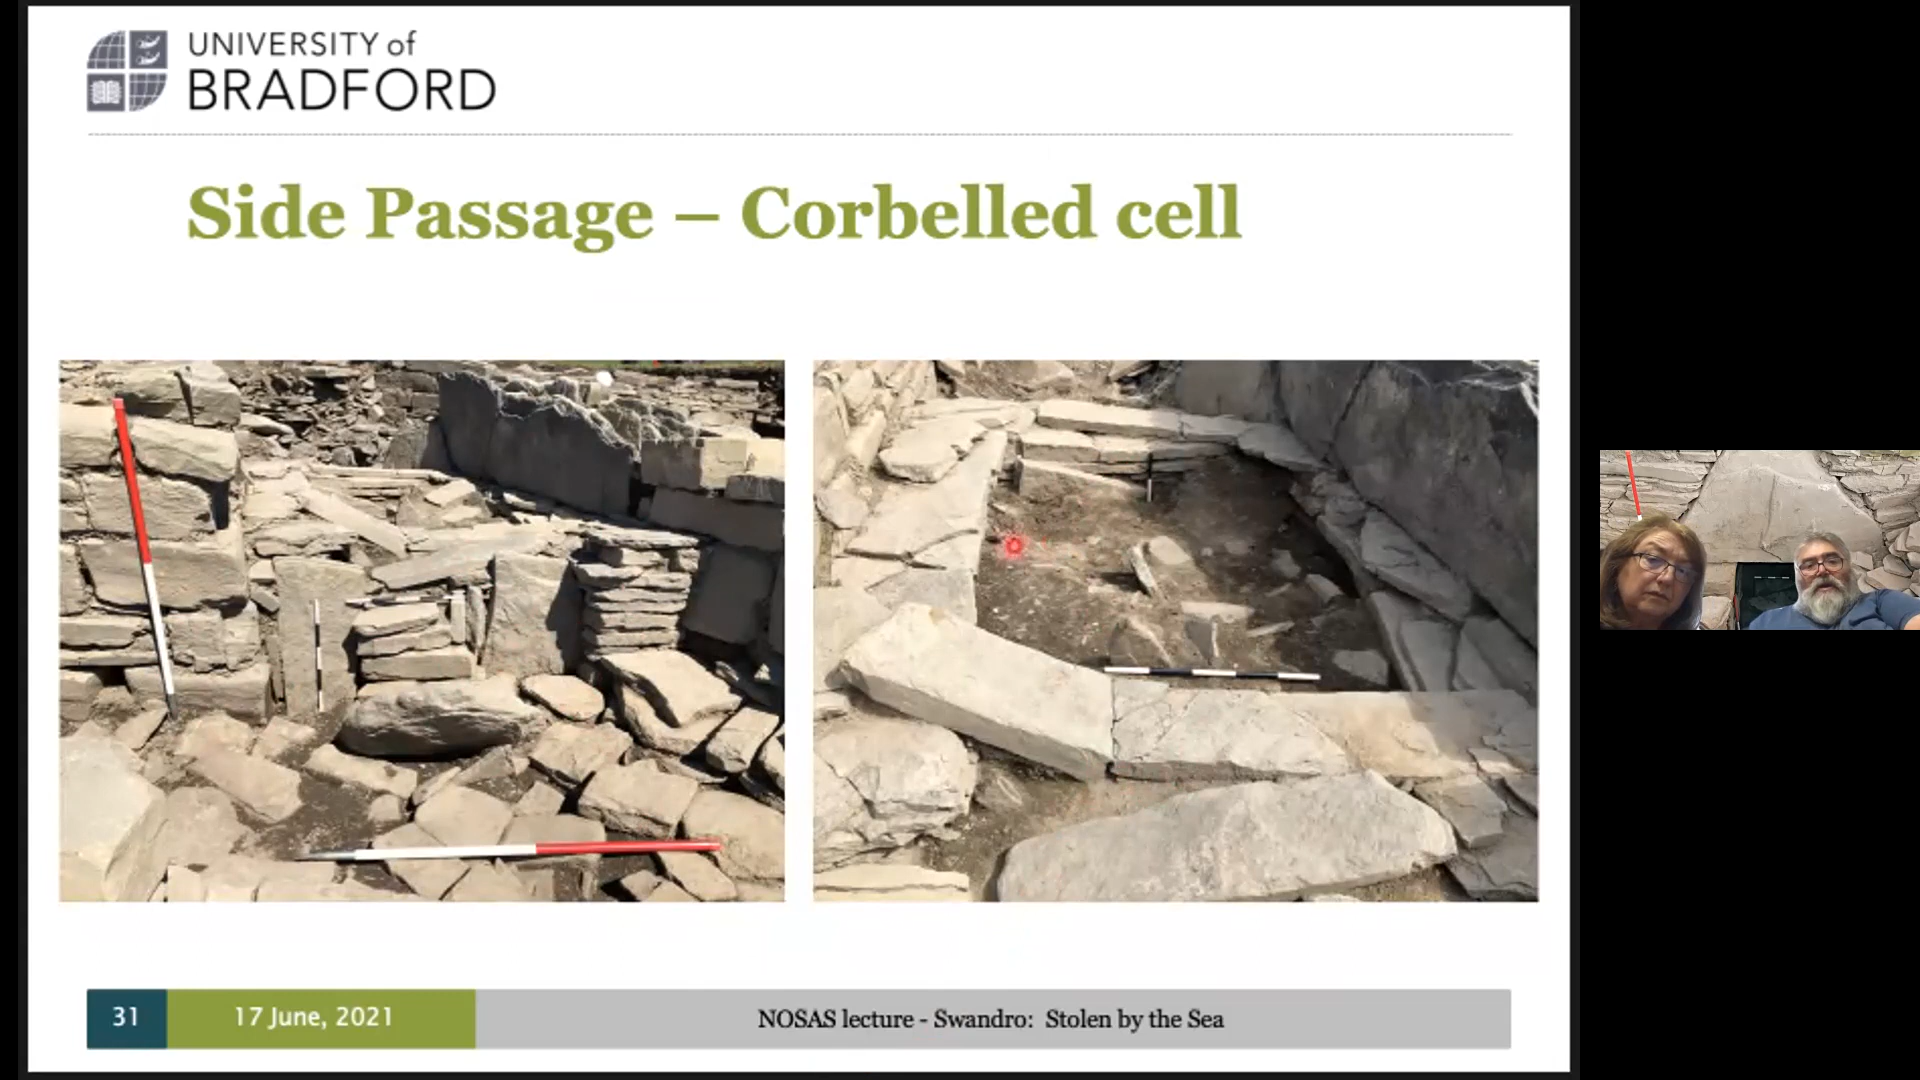 UNIVERSITY of
BRADFORD
Side Passage – Corbelled cell
31
17 June, 2021
NOSAS lecture - Swandro: Stolen by the Sea